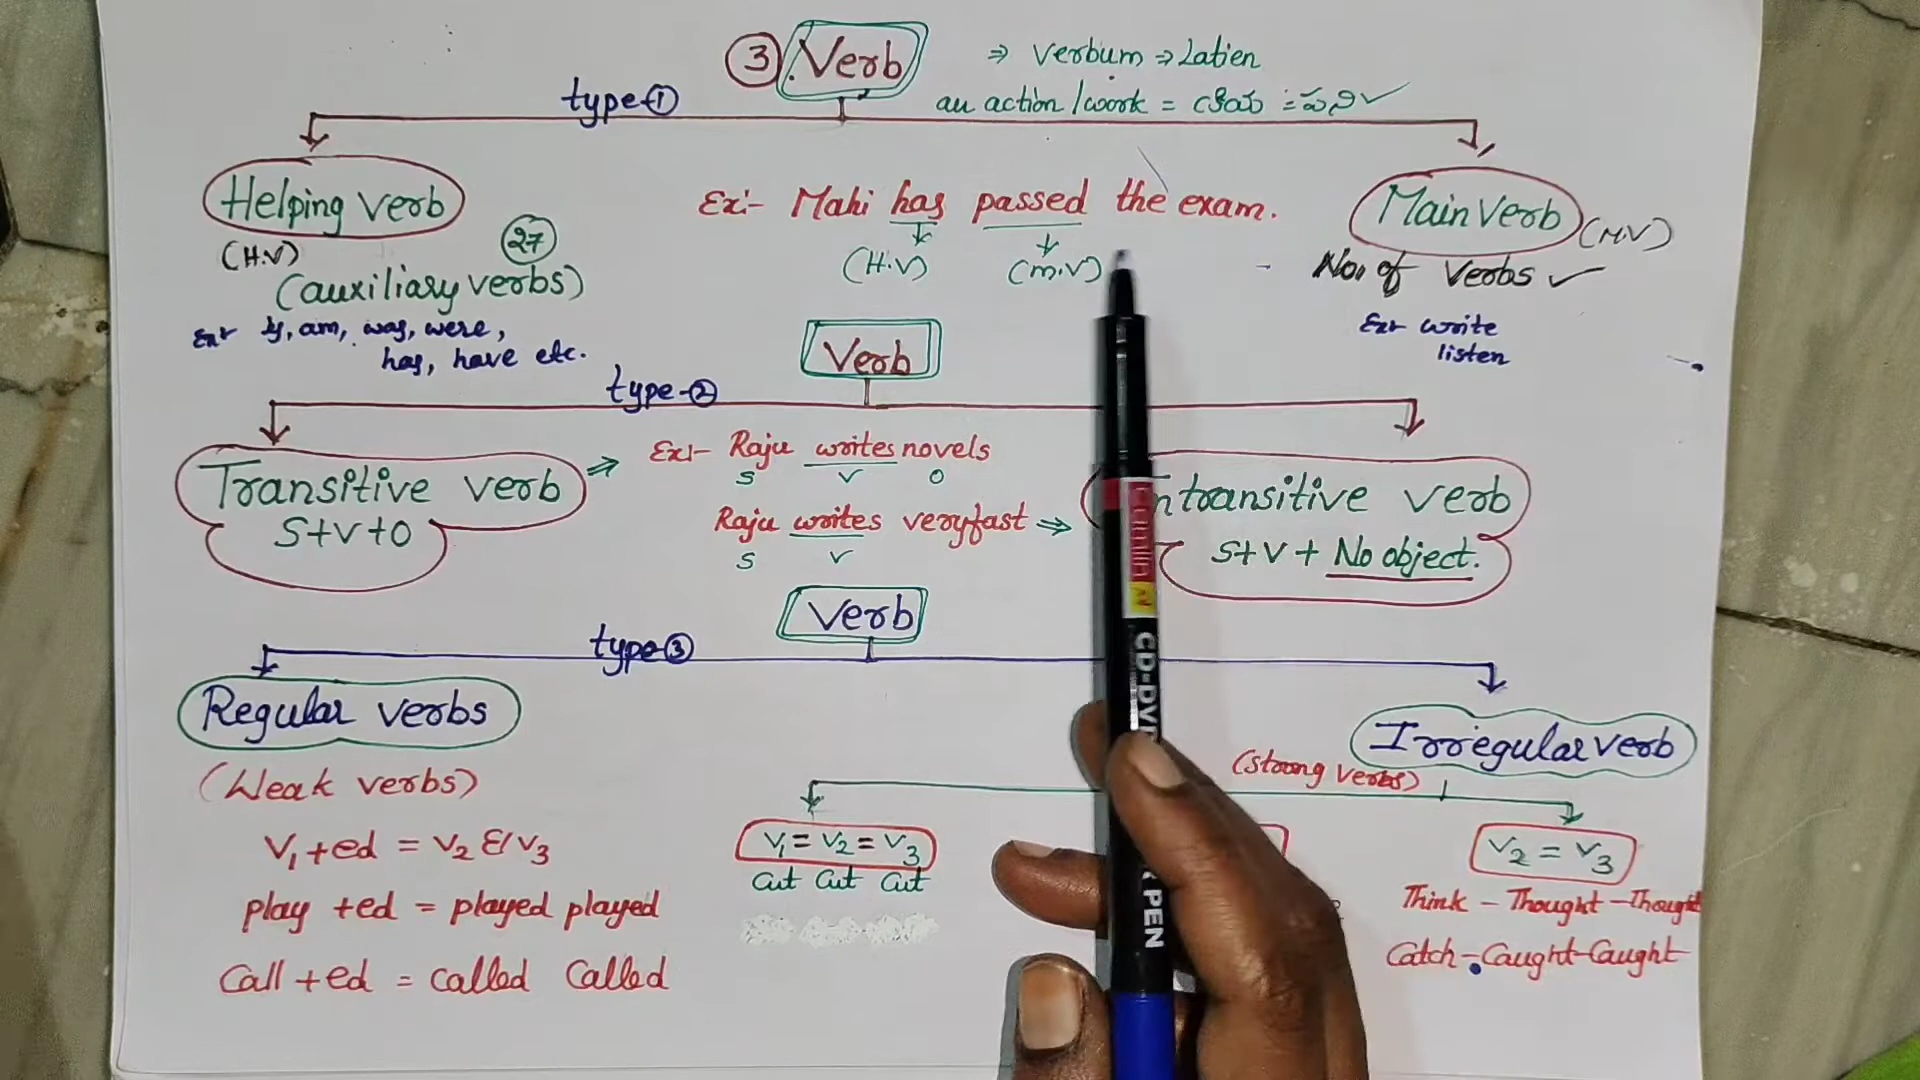 3. Verb ⇒ Verbum ⇒ Latien
type-1 an action / work = క్రియ = పని ✓
Helping verb
(H.V)
27
(auxiliary verbs)
Ex:- is, am, was, were,
has, have etc.
Ex:- Mahi has passed the exam.
(H.V) (M.V)
Main Verb (M.V)
No. of Verbs ✓
Ex:- write
listen
Verb
type-2
Transitive verb
S+V+O
Ex:- Raju writes novels
S V O
Raju writes veryfast ⇒
S V
ntransitive verb
S+V+ No object.
Verb
type-3
Regular verbs
(Weak verbs)
V1+ed = V2 & V3
play +ed = played played
Call +ed = called Called
Irregular verb
(Strong verbs)
V1 = V2 = V3
Cut Cut Cut
V2 = V3
Think - Thought - Thought
Catch - Caught - Caught
CD-DV
PEN